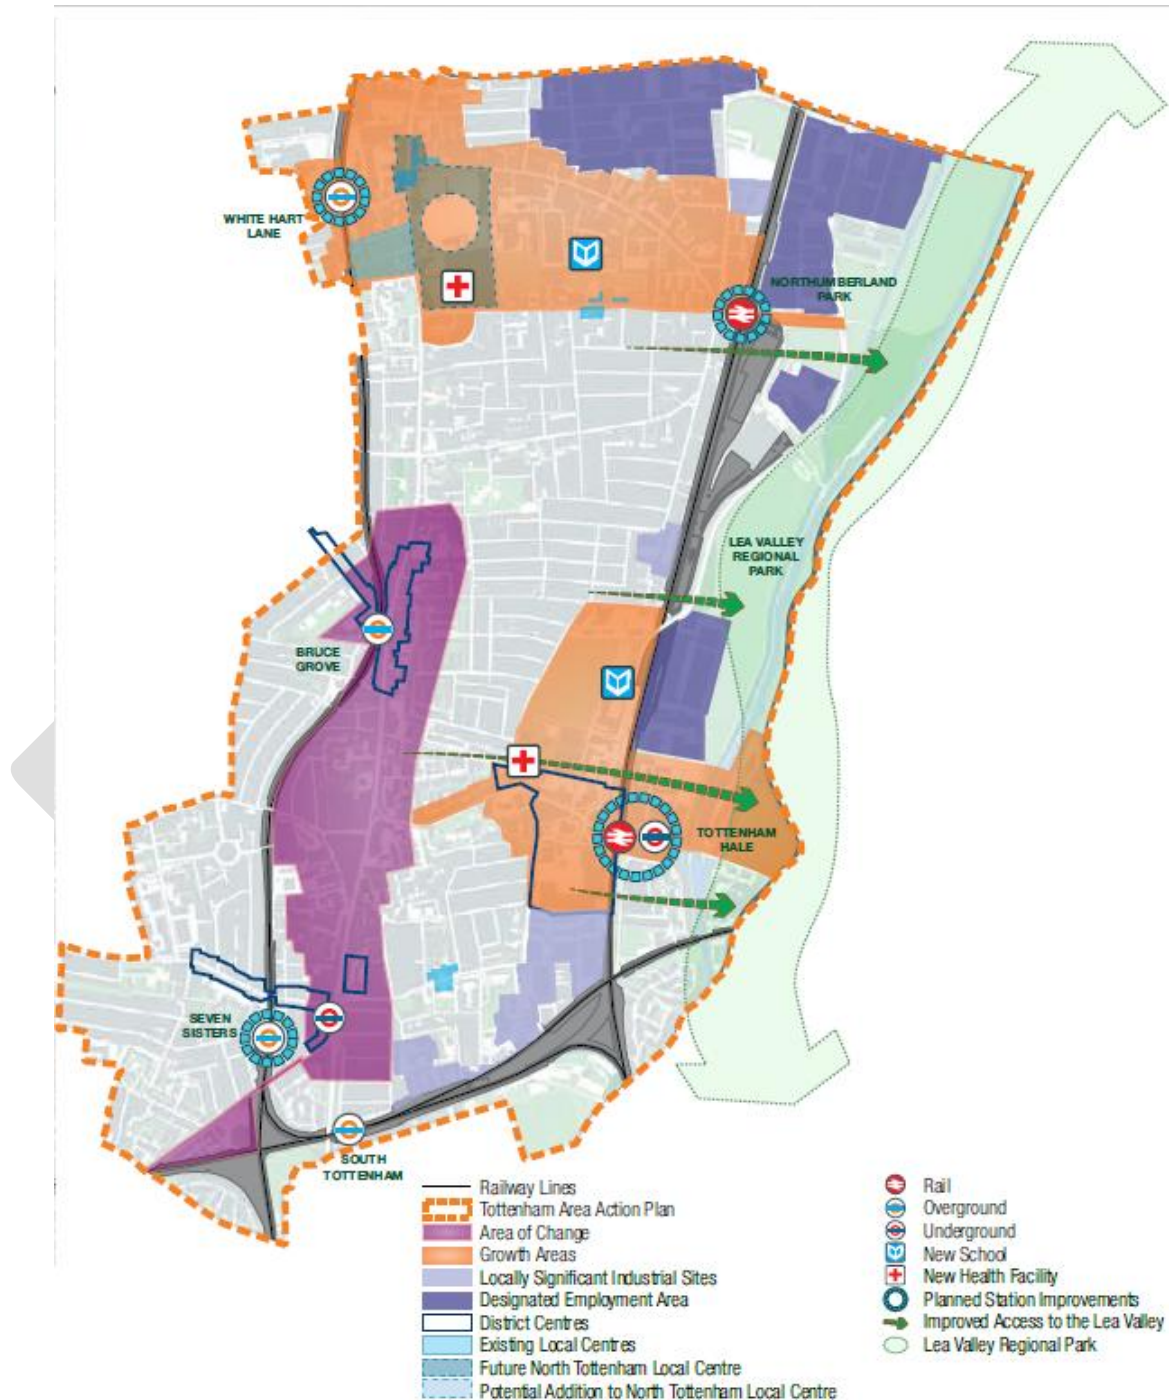 WHITE HART
LANE
NORTHUMBERLAND
PARK
LEA VALLEY
REGIONAL
PARK
BRUCE
GROVE
TOTTENHAM
HALE
SEVEN
SISTERS
SOUTH
TOTTENHAM
Railway Lines
Tottenham Area Action Plan
Area of Change
Growth Areas
Locally Significant Industrial Sites
Designated Employment Area
District Centres
Existing Local Centres
Future North Tottenham Local Centre
Potential Addition to North Tottenham Local Centre
Rail
Overground
Underground
New School
New Health Facility
Planned Station Improvements
Improved Access to the Lea Valley
Lea Valley Regional Park